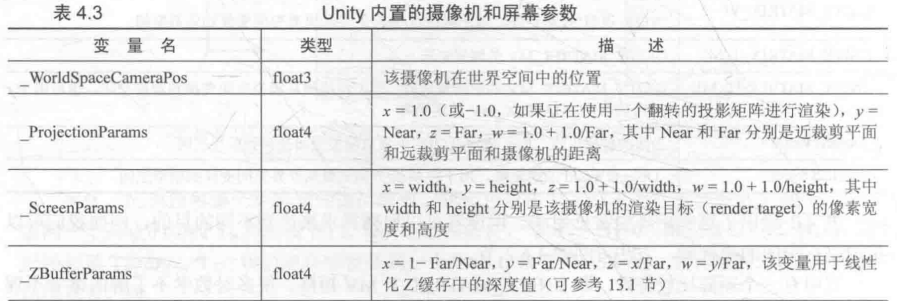 表 4.3 Unity 内置的摄像机和屏幕参数
变 量 名 类型 描 述
_WorldSpaceCameraPos float3 该摄像机在世界空间中的位置
_ProjectionParams float4 x = 1.0（或−1.0，如果正在使用一个翻转的投影矩阵进行渲染），y =
Near，z = Far，w = 1.0 + 1.0/Far，其中 Near 和 Far 分别是近裁剪平面
和远裁剪平面和摄像机的距离
_ScreenParams float4 x = width，y = height，z = 1.0 + 1.0/width，w = 1.0 + 1.0/height，其中
width 和 height 分别是该摄像机的渲染目标（render target）的像素宽
度和高度
_ZBufferParams float4 x = 1− Far/Near，y = Far/Near，z = x/Far，w = y/Far，该变量用于线性
化 Z 缓存中的深度值（可参考 13.1 节）